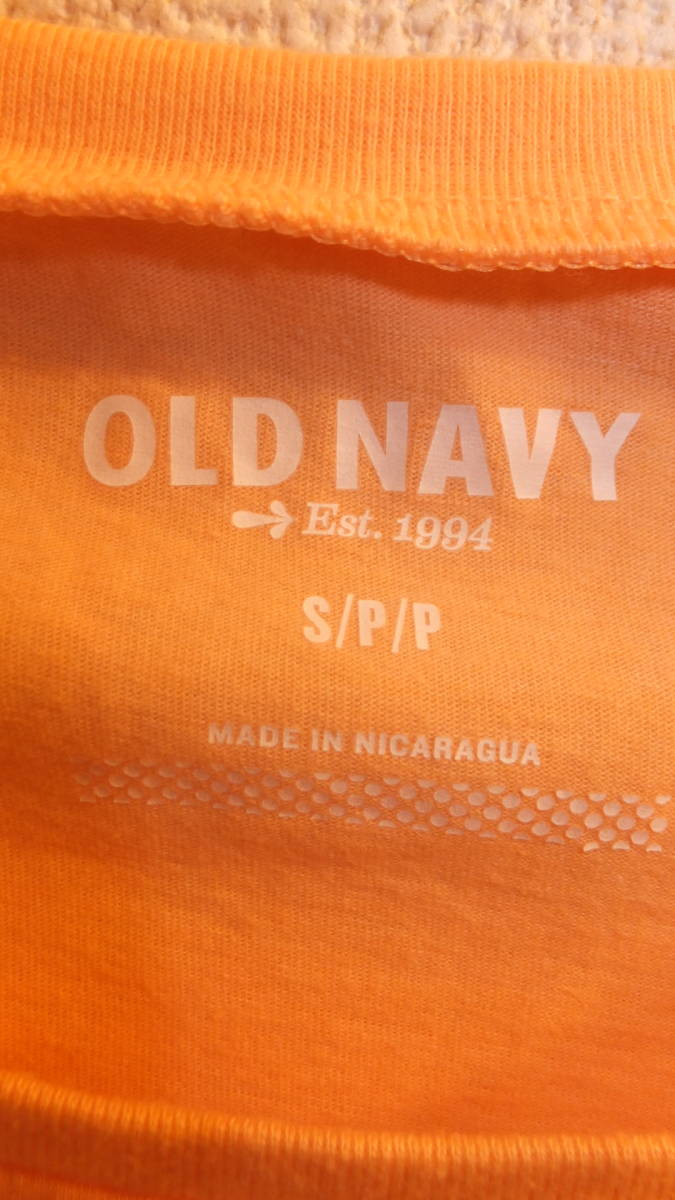 OLD NAVY
Est. 1994
S/P/P
MADE IN NICARAGUA